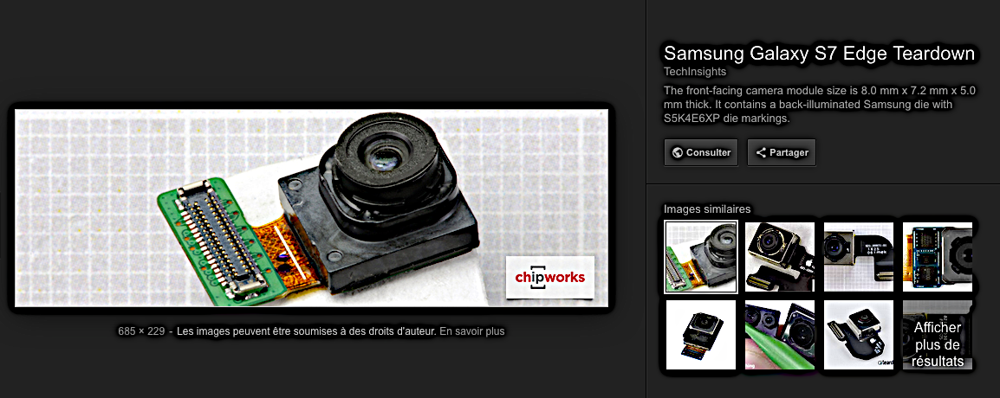 Samsung Galaxy S7 Edge Teardown
TechInsights
The front-facing camera module size is 8.0 mm x 7.2 mm x 5.0
mm thick. It contains a back-illuminated Samsung die with
S5K4E6XP die markings.
Consulter
Partager
chipworks
685 × 229 - Les images peuvent être soumises à des droits d'auteur. En savoir plus
Images similaires
Afficher
plus de
résultats